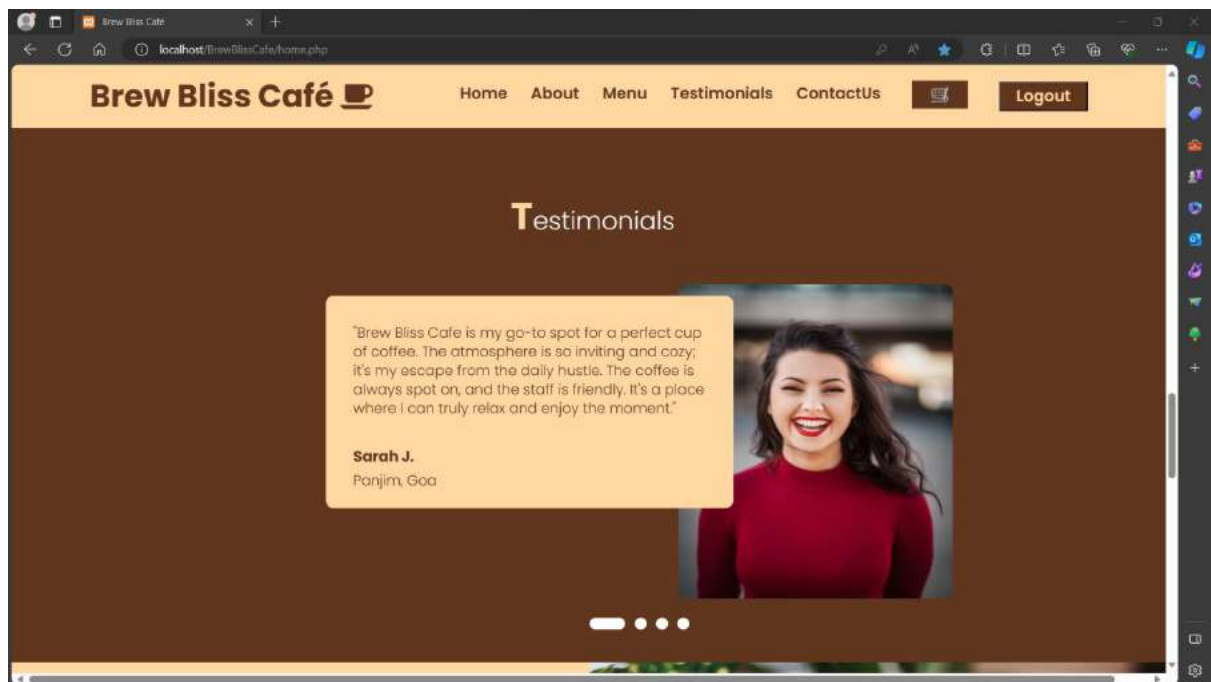 Brew Bliss Café
localhost/BrewBlissCafe/home.php
Brew Bliss Café
Home About Menu Testimonials ContactUs Logout
Testimonials
"Brew Bliss Cafe is my go-to spot for a perfect cup
of coffee. The atmosphere is so inviting and cozy;
it's my escape from the daily hustle. The coffee is
always spot on, and the staff is friendly. It's a place
where I can truly relax and enjoy the moment."
Sarah J.
Panjim, Goa